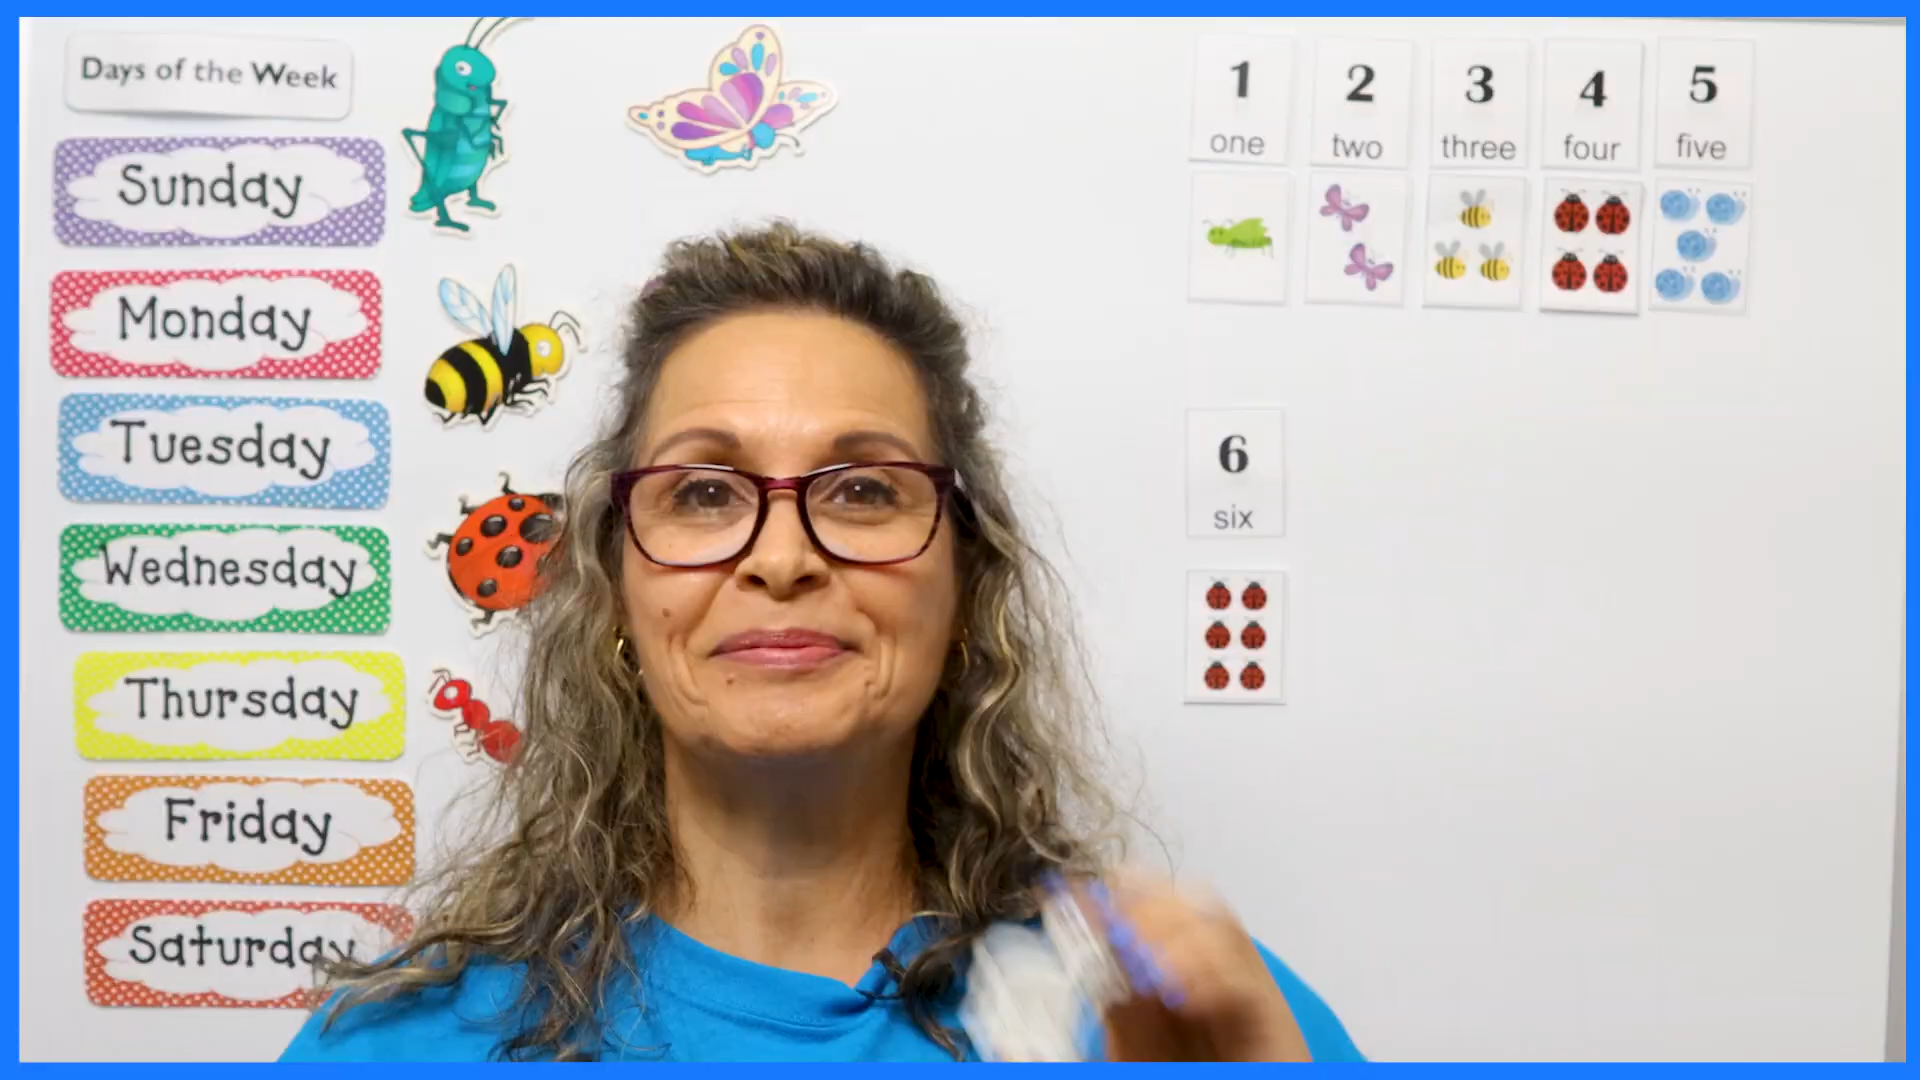 Days of the Week
Sunday
Monday
Tuesday
Wednesday
Thursday
Friday
Saturday
1 2 3 4 5
one two three four five
6
six